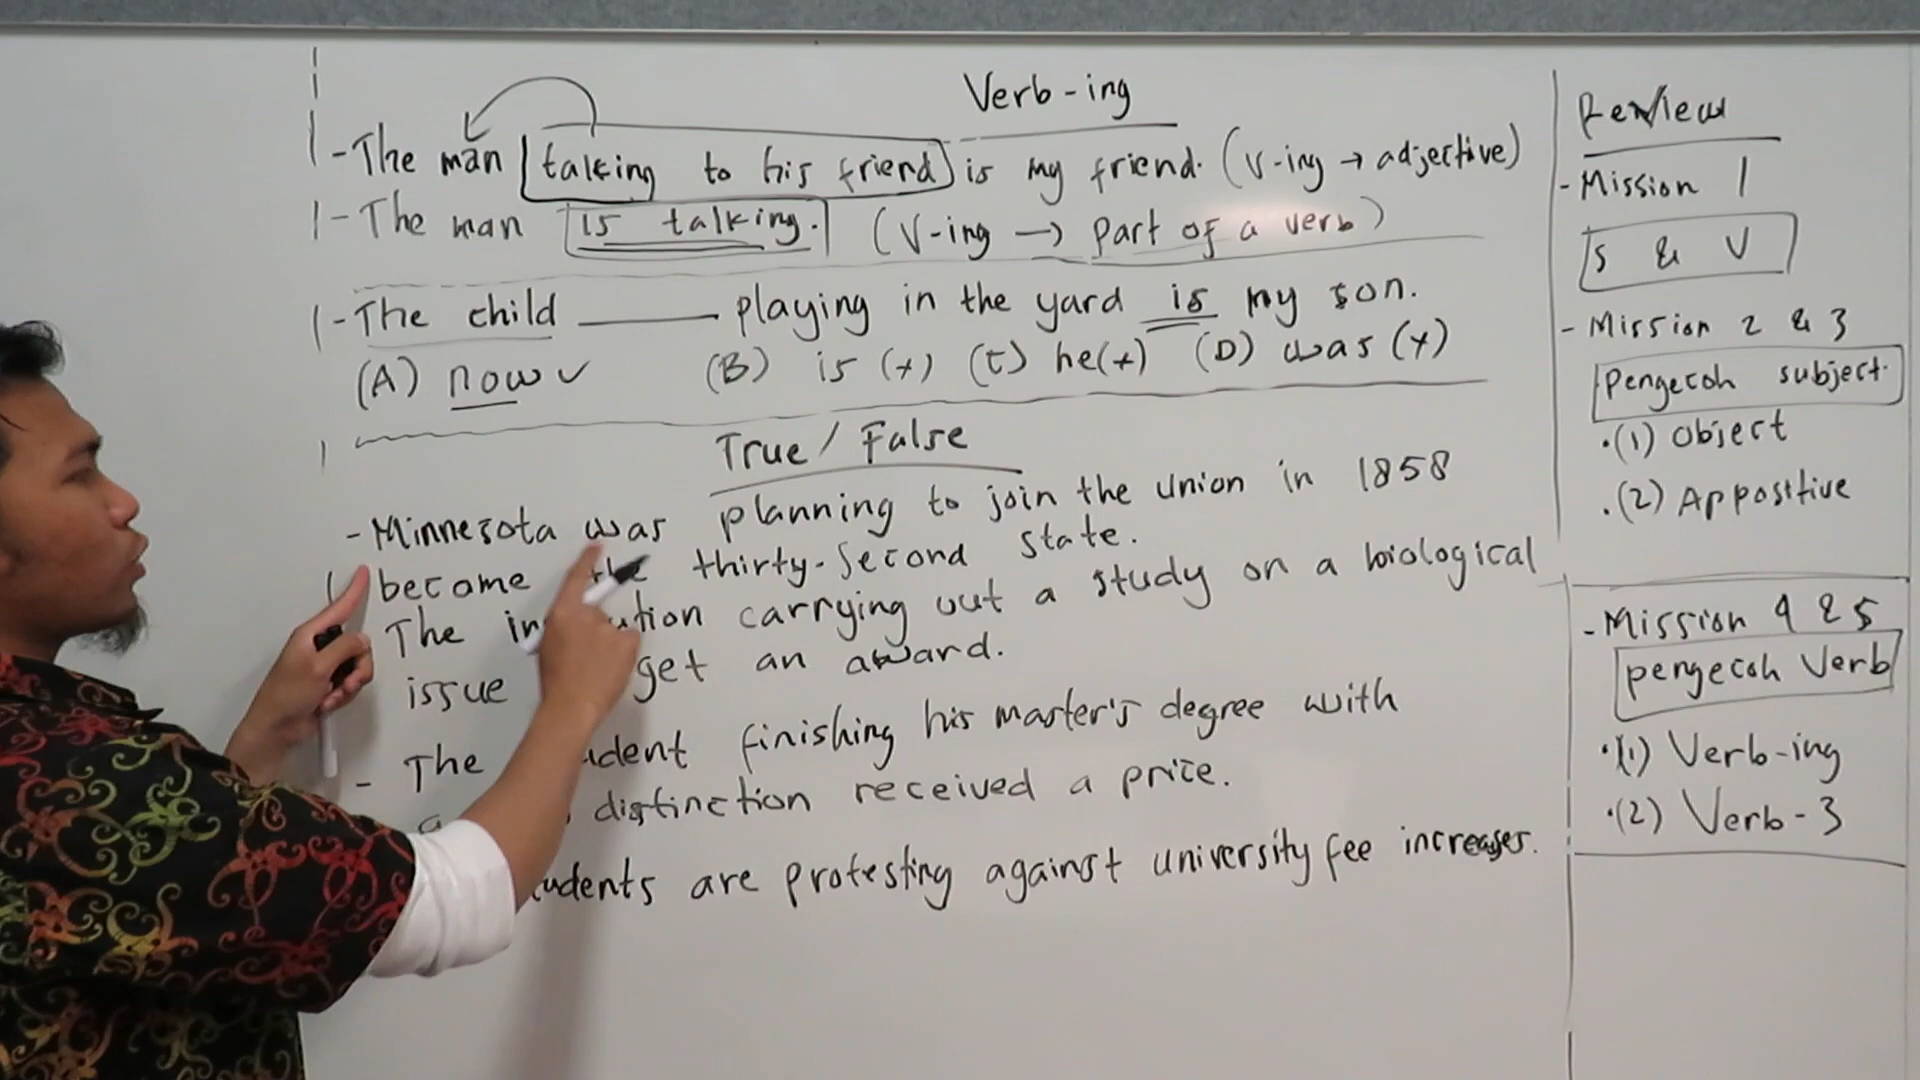 Verb-ing
-The man talking to his friend is my friend. (V-ing → adjective)
-The man is talking. (V-ing → part of a verb)
-The child ______ playing in the yard is my son.
(A) now ✓ (B) is (x) (C) he(x) (D) was (x)
True / False
-Minnesota was planning to join the union in 1858
become the thirty-second state.
The carrying out a study on a biological
issue get an award.
- The finishing his master's degree with
a distinction received a price.
are protesting against university fee increases.
Review
-Mission 1
S & V
- Mission 2 & 3
Pengecoh subject.
.(1) Object
.(2) Appositive
- Mission 4 & 5
pengecoh Verb
.(1) Verb-ing
.(2) Verb-3